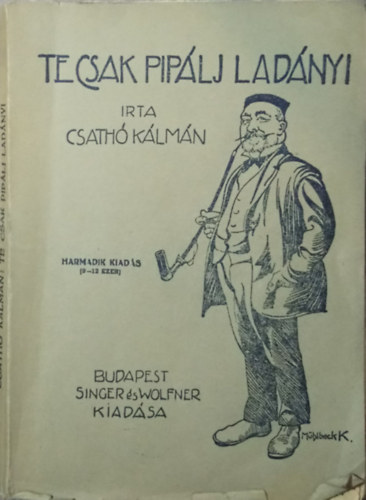 TE CSAK PIPÁLJ LADÁNYI
IRTA
CSATHÓ KÁLMÁN
HARMADIK KIADÁS
(9–12 EZER)
BUDAPEST
SINGER és WOLFNER
KIADÁSA
Mühlbeck K.
CSATHÓ KÁLMÁN: TE CSAK PIPÁLJ LADÁNYI